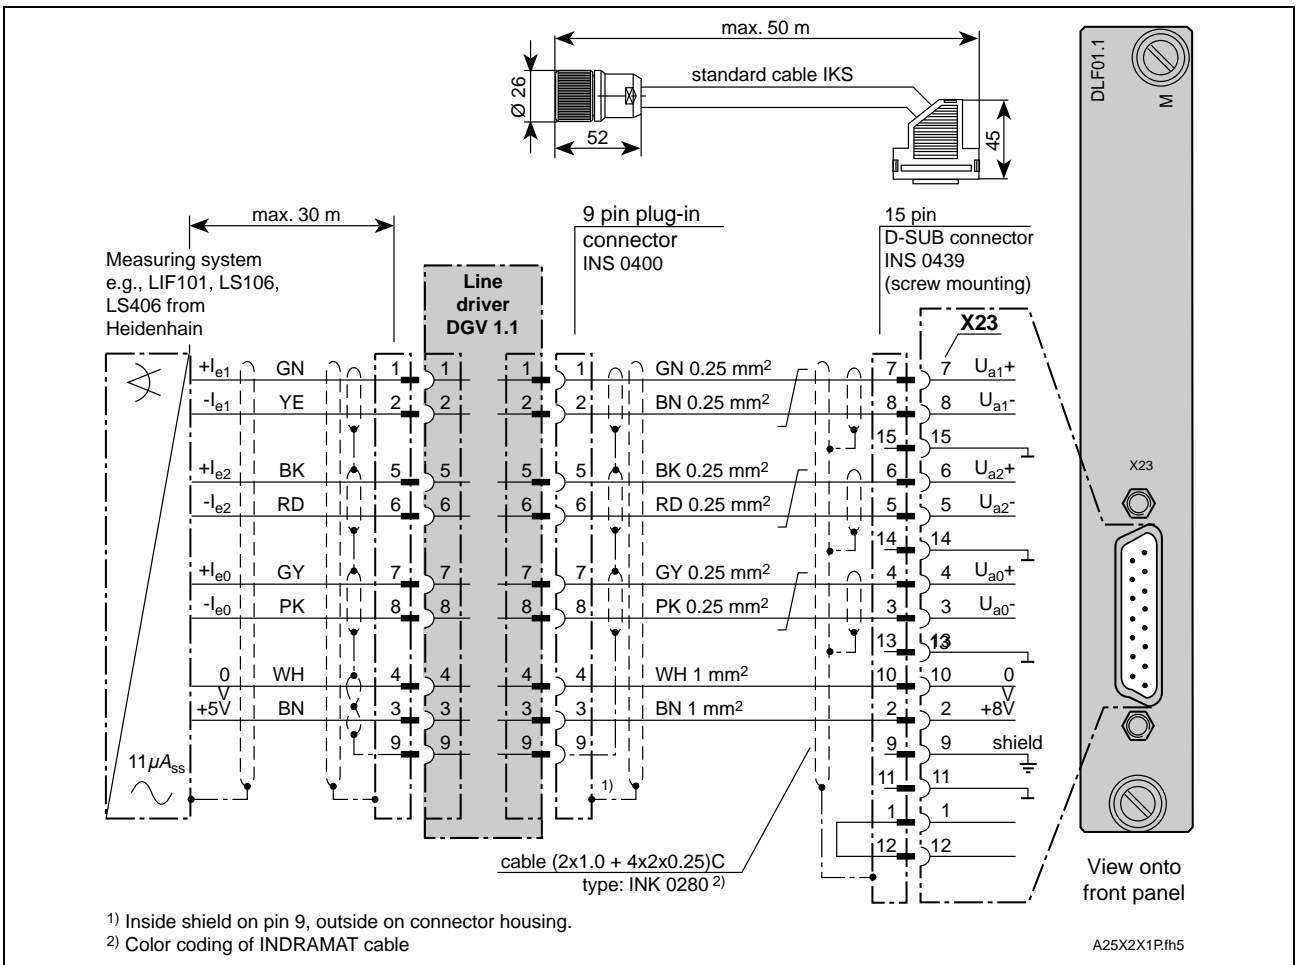 max. 50 m
standard cable IKS
Ø 26
52
45
DLF01.1
M
max. 30 m
9 pin plug-in
connector
INS 0400
15 pin
D-SUB connector
INS 0439
(screw mounting)
Measuring system
e.g., LIF101, LS106,
LS406 from
Heidenhain
Line
driver
DGV 1.1
X23
+Ie1 GN 1 1 1 1 GN 0.25 mm2 7 7 Ua1+
-Ie1 YE 2 2 2 2 BN 0.25 mm2 8 8 Ua1-
15 15
+Ie2 BK 5 5 5 5 BK 0.25 mm2 6 6 Ua2+
-Ie2 RD 6 6 6 6 RD 0.25 mm2 5 5 Ua2-
14 14
+Ie0 GY 7 7 7 7 GY 0.25 mm2 4 4 Ua0+
-Ie0 PK 8 8 8 8 PK 0.25 mm2 3 3 Ua0-
13 13
0 V WH 4 4 4 4 WH 1 mm2 10 10 0 V
+5V BN 3 3 3 3 BN 1 mm2 2 2 +8V
9 9 9 9 9 9 shield
11µAss
1)
11 11
1 1
12 12
X23
cable (2x1.0 + 4x2x0.25)C
type: INK 0280 2)
View onto
front panel
1) Inside shield on pin 9, outside on connector housing.
2) Color coding of INDRAMAT cable
A25X2X1P.fh5